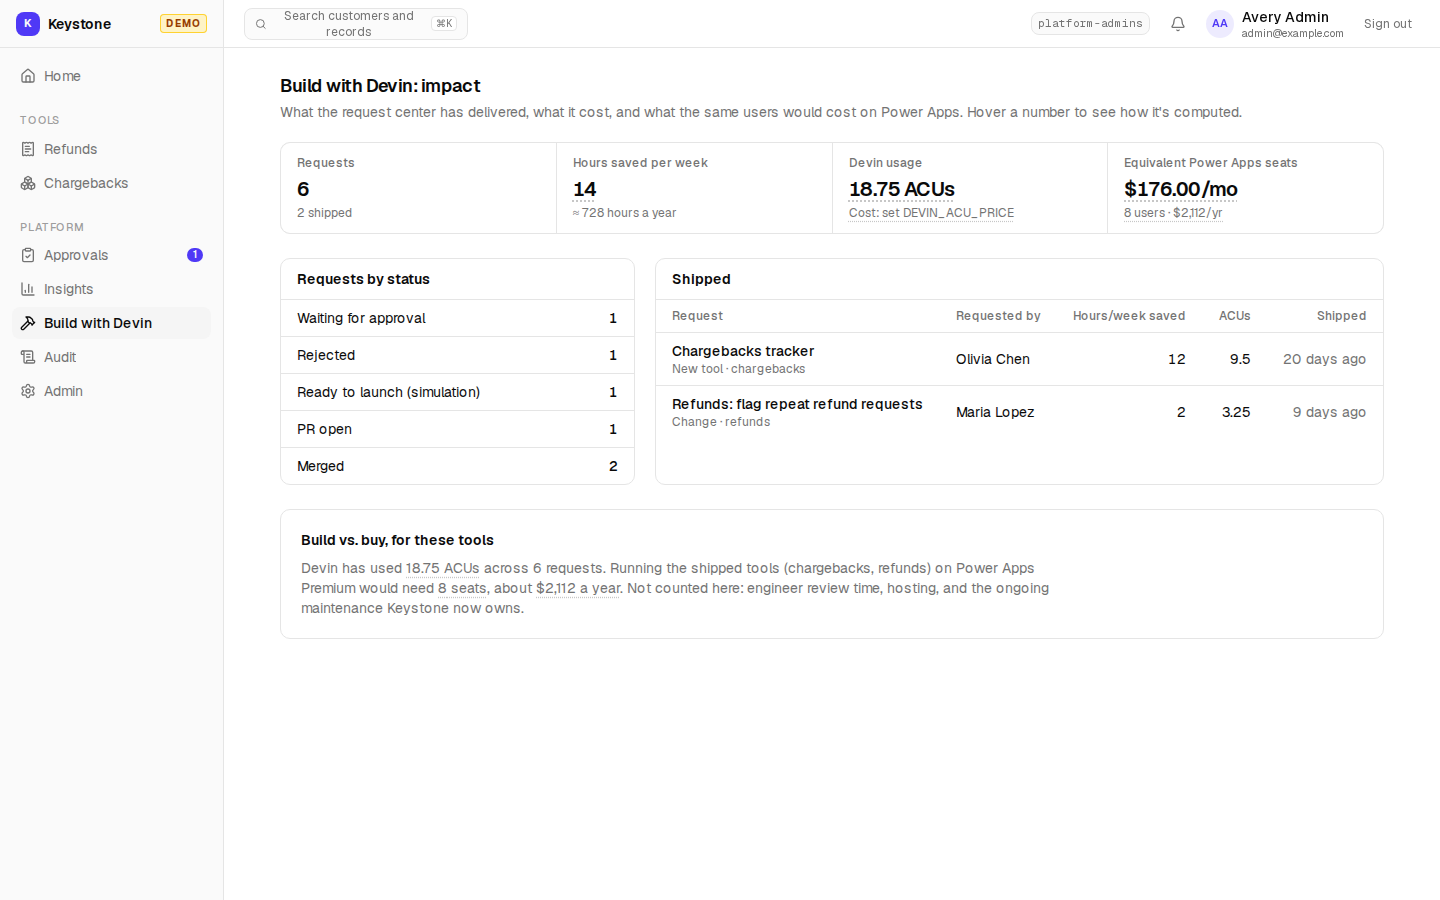 K Keystone DEMO
Search customers and
records
⌘K
platform-admins
AA
Avery Admin
admin@example.com
Sign out
Home
TOOLS
Refunds
Chargebacks
PLATFORM
Approvals 1
Insights
Build with Devin
Audit
Admin
Build with Devin: impact
What the request center has delivered, what it cost, and what the same users would cost on Power Apps. Hover a number to see how it's computed.
Requests
6
2 shipped
Hours saved per week
14
≈ 728 hours a year
Devin usage
18.75 ACUs
Cost: set DEVIN_ACU_PRICE
Equivalent Power Apps seats
$176.00/mo
8 users · $2,112/yr
Requests by status
Waiting for approval 1
Rejected 1
Ready to launch (simulation) 1
PR open 1
Merged 2
Shipped
Request Requested by Hours/week saved ACUs Shipped
Chargebacks tracker
New tool · chargebacks
Olivia Chen 12 9.5 20 days ago
Refunds: flag repeat refund requests
Change · refunds
Maria Lopez 2 3.25 9 days ago
Build vs. buy, for these tools
Devin has used 18.75 ACUs across 6 requests. Running the shipped tools (chargebacks, refunds) on Power Apps
Premium would need 8 seats, about $2,112 a year. Not counted here: engineer review time, hosting, and the ongoing
maintenance Keystone now owns.